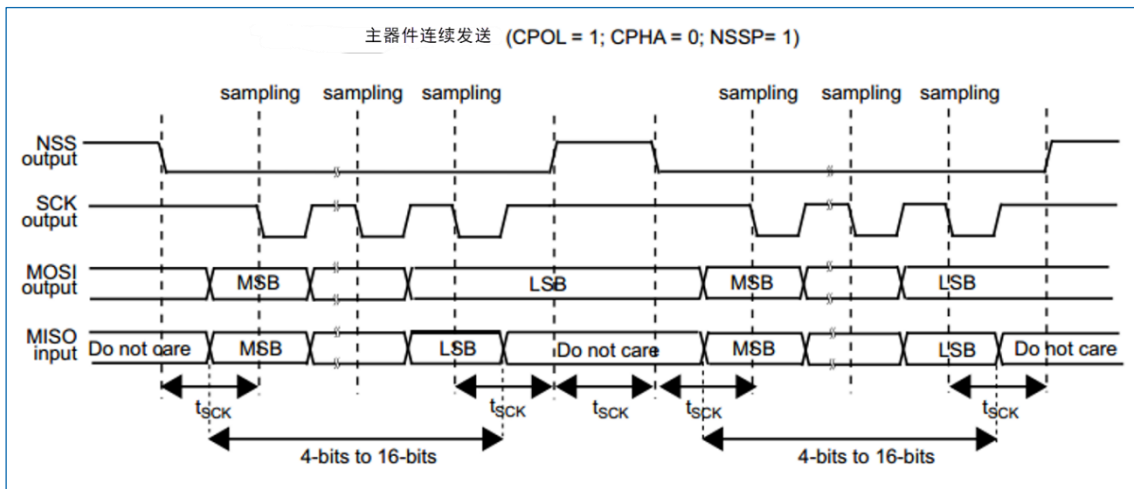 主器件连续发送 (CPOL = 1; CPHA = 0; NSSP= 1)
sampling sampling sampling sampling sampling sampling
NSS output
SCK output
MOSI output MSB LSB MSB LSB
MISO input Do not care MSB LSB Do not care MSB LSB Do not care
tSCK tSCK tSCK tSCK tSCK
4-bits to 16-bits 4-bits to 16-bits